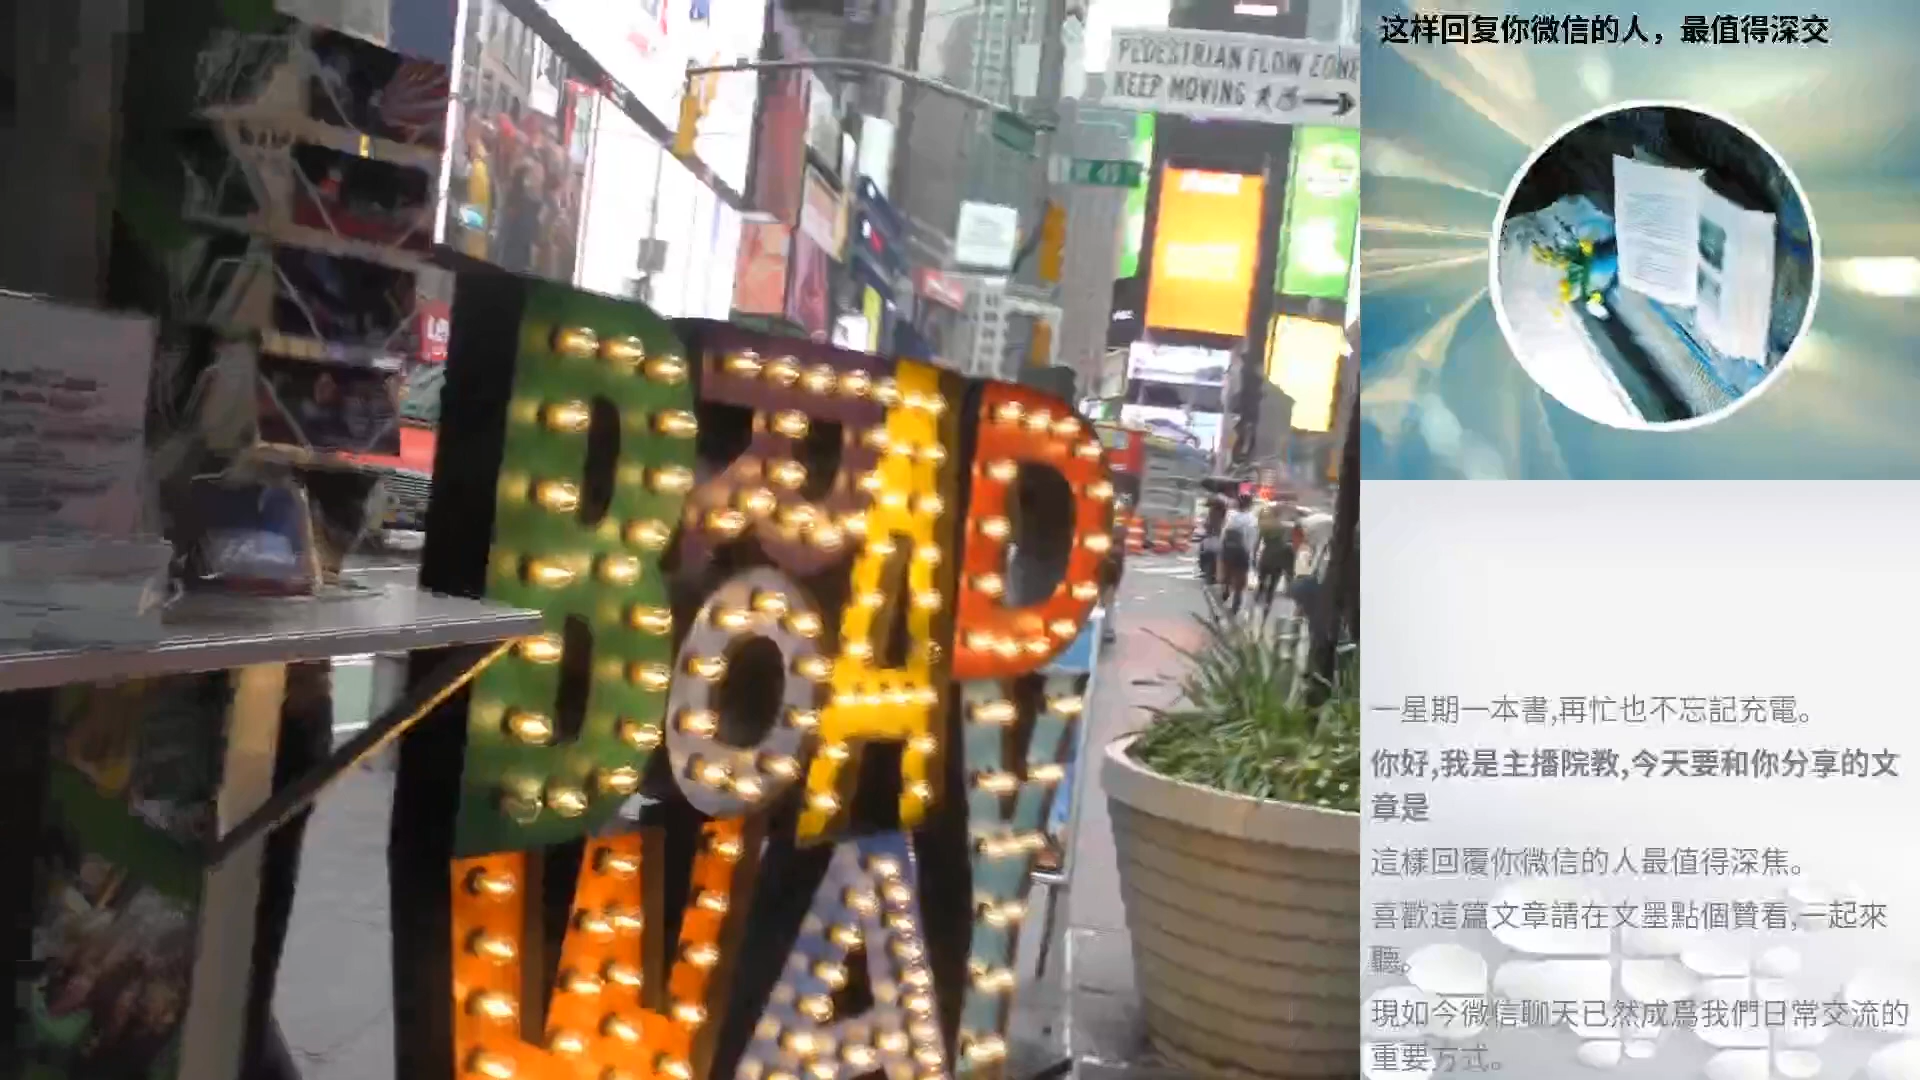 PEDESTRIAN FLOW ZONE
KEEP MOVING
W 49 ST
BROADWAY
这样回复你微信的人，最值得深交
一星期一本書,再忙也不忘記充電。
你好,我是主播院教,今天要和你分享的文
章是
這樣回覆你微信的人最值得深焦。
喜歡這篇文章請在文墨點個贊看,一起來
聽。
現如今微信聊天已然成爲我們日常交流的
重要方式。